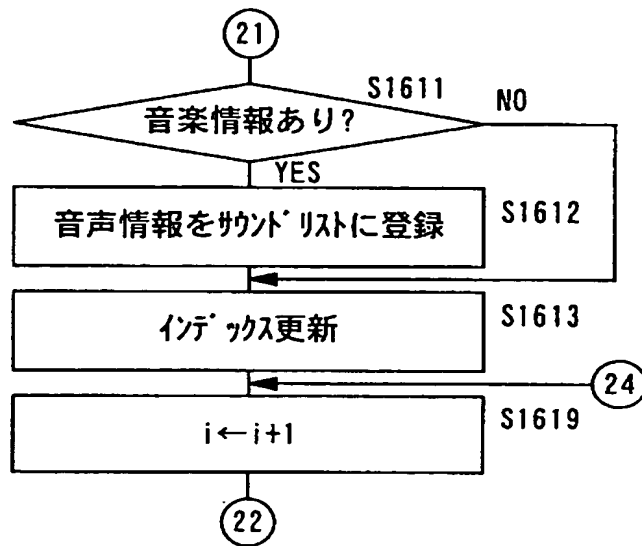 21
S1611
音楽情報あり?
NO
YES
音声情報をｻｳﾝﾄﾞﾘｽﾄに登録
S1612
ｲﾝﾃﾞｯｸｽ更新
S1613
24
i←i+1
S1619
22